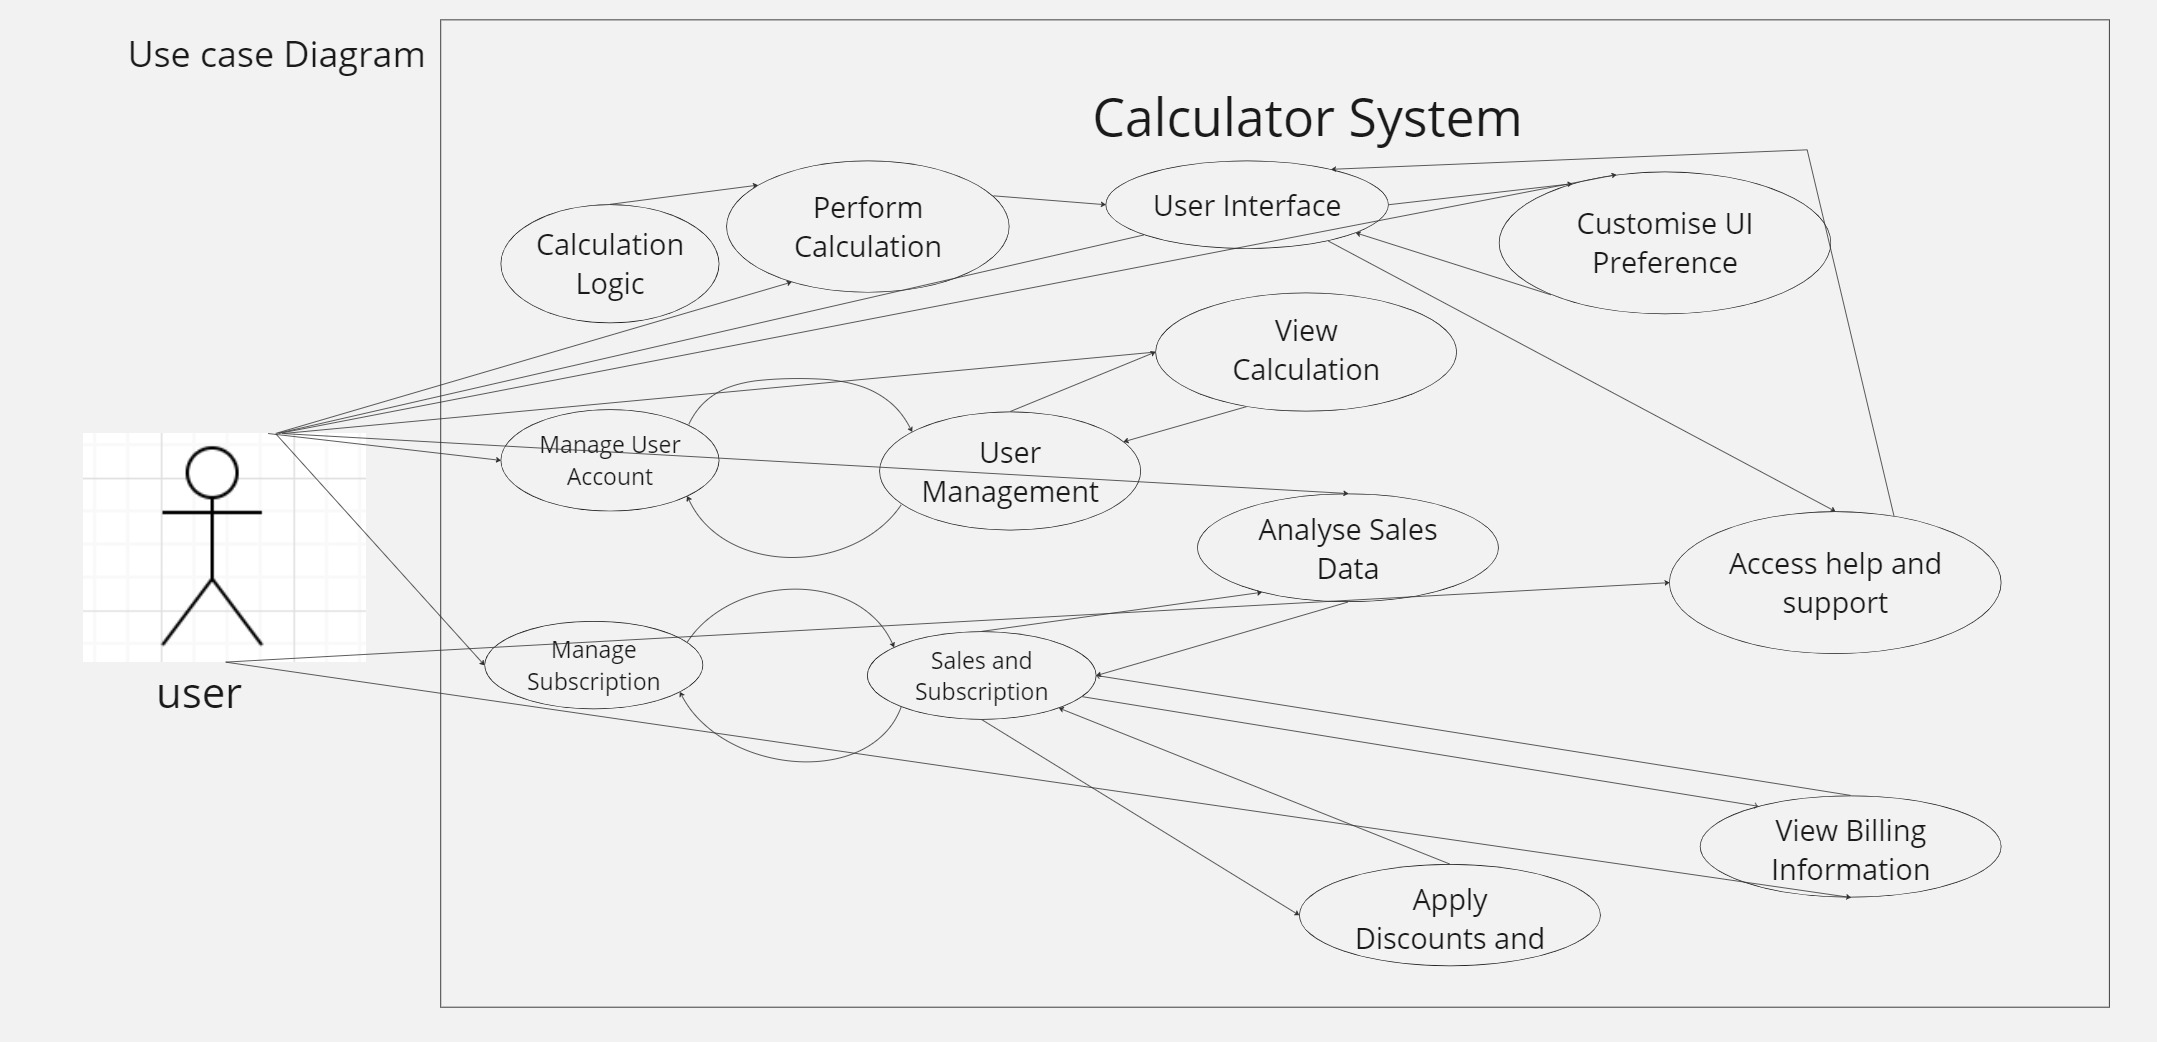 Use case Diagram
Calculator System
Calculation
Logic
Perform
Calculation
User Interface
Customise UI
Preference
View
Calculation
Manage User
Account
User
Management
Analyse Sales
Data
Access help and
support
user
Manage
Subscription
Sales and
Subscription
View Billing
Information
Apply
Discounts and